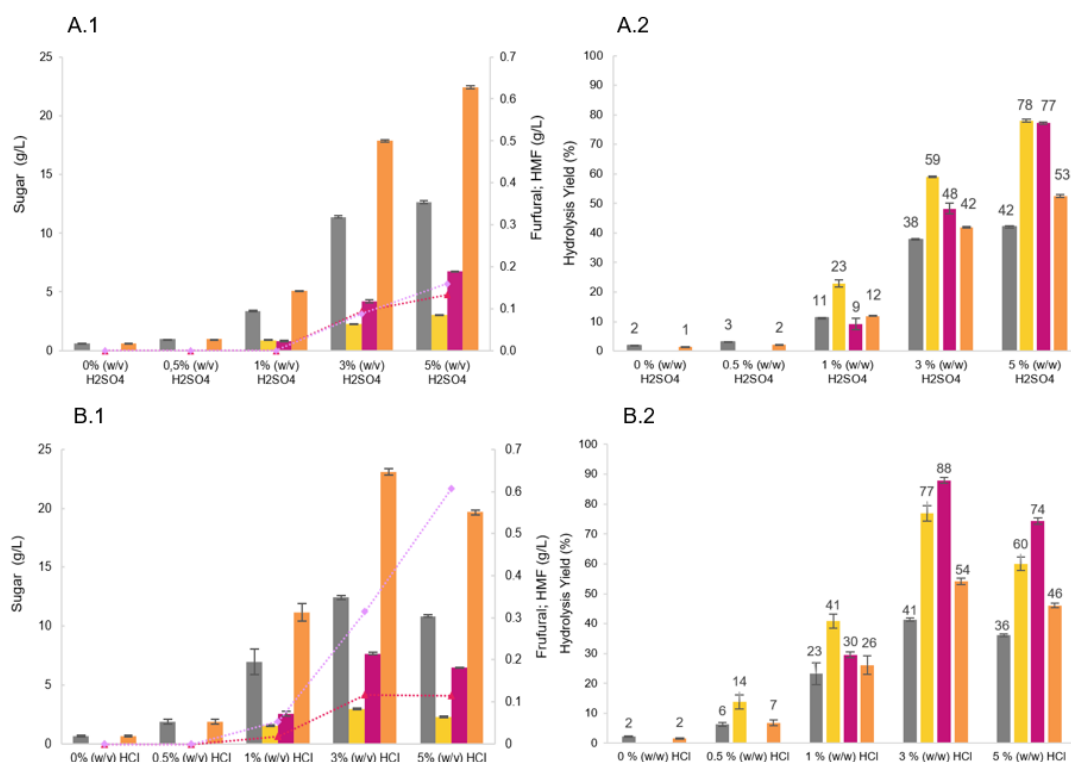 A.1
25
20
15
10
5
0
Sugar (g/L)
0.7
0.6
0.5
0.4
0.3
0.2
0.1
0.0
Furfural; HMF (g/L)
0% (w/v) H2SO4
0,5% (w/v) H2SO4
1% (w/v) H2SO4
3% (w/v) H2SO4
5% (w/v) H2SO4
A.2
100
90
80
70
60
50
40
30
20
10
0
Hydrolysis Yield (%)
2 1
3 2
11 23 9 12
38 59 48 42
42 78 77 53
0 % (w/w) H2SO4
0.5 % (w/w) H2SO4
1 % (w/w) H2SO4
3 % (w/w) H2SO4
5 % (w/w) H2SO4
B.1
25
20
15
10
5
0
Sugar (g/L)
0.7
0.6
0.5
0.4
0.3
0.2
0.1
0
Frufural; HMF (g/L)
0% (w/v) HCl
0.5% (w/v) HCl
1% (w/v) HCl
3% (w/v) HCl
5% (w/v) HCl
B.2
100
90
80
70
60
50
40
30
20
10
0
Hydrolysis Yield (%)
2 2
6 14 7
23 41 30 26
41 77 88 54
36 60 74 46
0 % (w/w) HCl
0.5 % (w/w) HCl
1 % (w/w) HCl
3 % (w/w) HCl
5 % (w/w) HCl